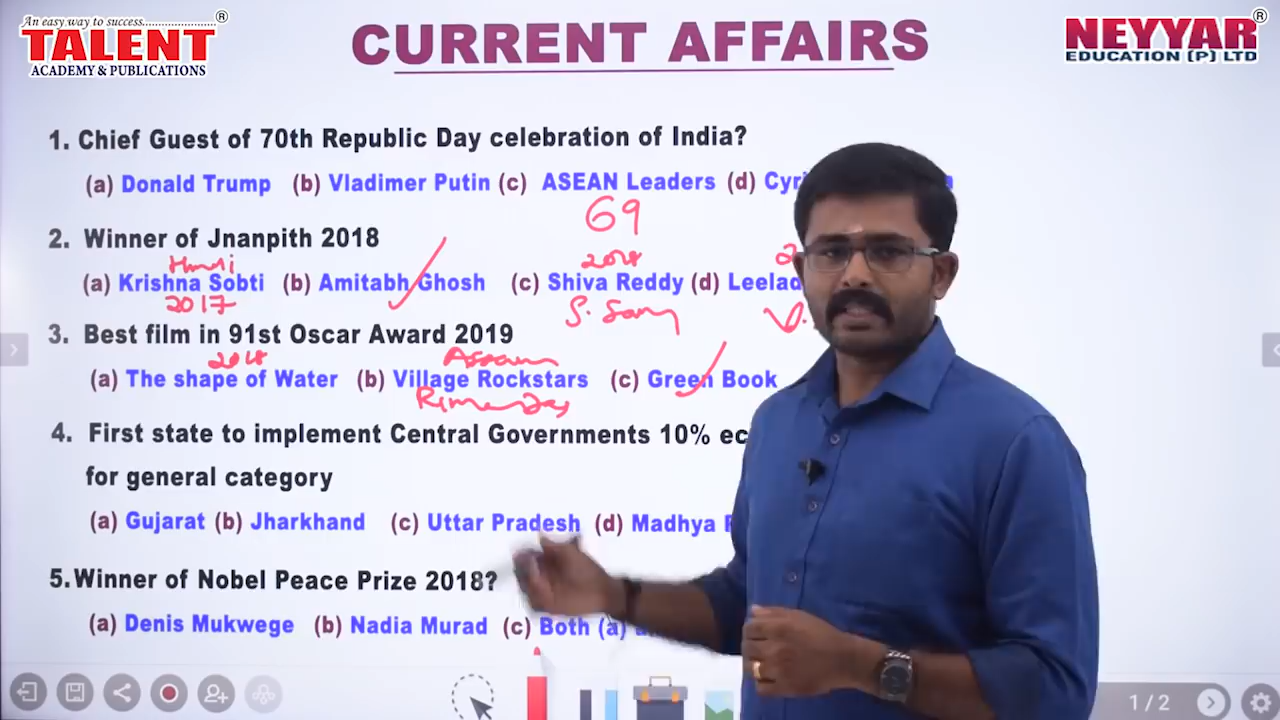 An easy way to success......
®
TALENT
ACADEMY & PUBLICATIONS
CURRENT AFFAIRS
®
NEYYAR
EDUCATION (P) LTD
1. Chief Guest of 70th Republic Day celebration of India?
(a) Donald Trump (b) Vladimer Putin (c) ASEAN Leaders (d) Cyri
69
2. Winner of Jnanpith 2018
Hindi
2018
(a) Krishna Sobti (b) Amitabh Ghosh (c) Shiva Reddy (d) Leelad
2017
3. Best film in 91st Oscar Award 2019
2018
Assam
(a) The shape of Water (b) Village Rockstars (c) Green Book
Rima Das
4. First state to implement Central Governments 10% ec
for general category
(a) Gujarat (b) Jharkhand (c) Uttar Pradesh (d) Madhya
5. Winner of Nobel Peace Prize 2018?
(a) Denis Mukwege (b) Nadia Murad (c) Both (a)
1/2